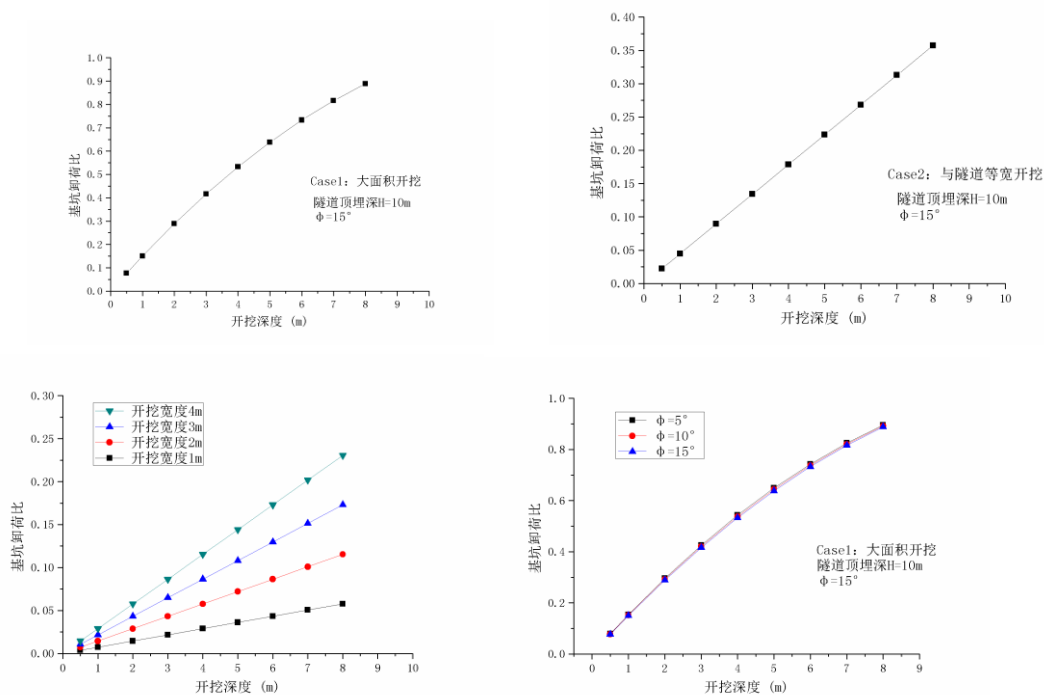 1.0
0.9
0.8
0.7
0.6
0.5
0.4
0.3
0.2
0.1
0.0
基坑卸荷比
Case1: 大面积开挖
隧道顶埋深H=10m
φ=15°
0 1 2 3 4 5 6 7 8 9 10
开挖深度 (m)
0.40
0.35
0.30
0.25
0.20
0.15
0.10
0.05
0.00
基坑卸荷比
Case2: 与隧道等宽开挖
隧道顶埋深H=10m
φ=15°
0 1 2 3 4 5 6 7 8 9 10
开挖深度 (m)
0.30
0.25
0.20
0.15
0.10
0.05
0.00
基坑卸荷比
开挖宽度4m
开挖宽度3m
开挖宽度2m
开挖宽度1m
0 1 2 3 4 5 6 7 8 9 10
开挖深度 (m)
1.0
0.8
0.6
0.4
0.2
0.0
基坑卸荷比
φ=5°
φ=10°
φ=15°
Case1: 大面积开挖
隧道顶埋深H=10m
φ=15°
0 1 2 3 4 5 6 7 8 9 10
开挖深度 (m)